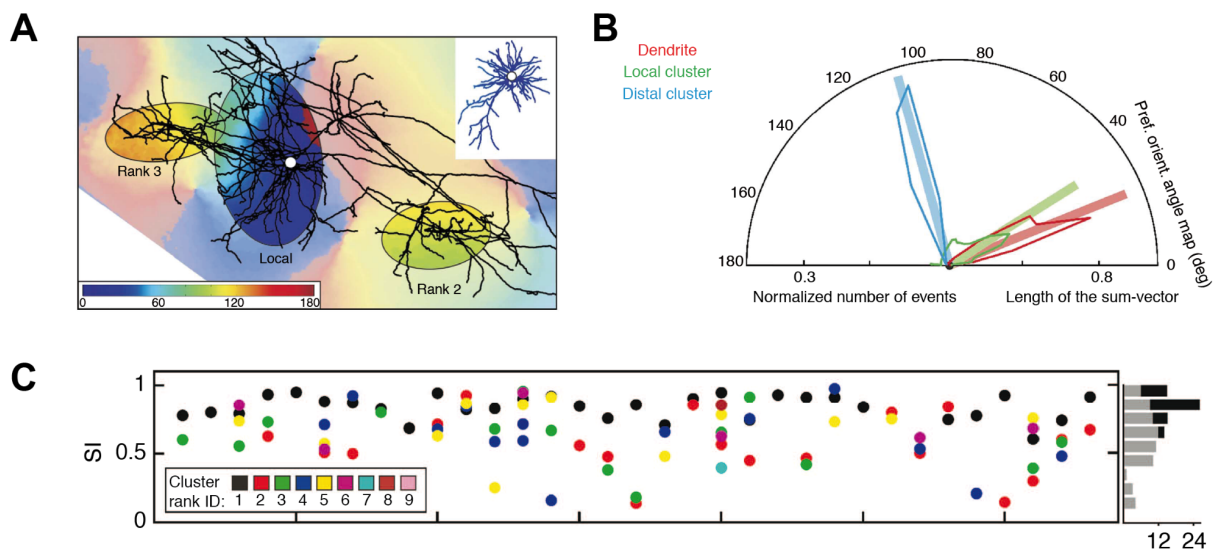 A
Rank 3
Local
Rank 2
0 60 120 180
B
Dendrite
Local cluster
Distal cluster
180 160 140 120 100 80 60 40 0
Pref. orient. angle map (deg)
0.3 0.8
Normalized number of events
Length of the sum-vector
C
SI
1
0.5
0
Cluster
rank ID: 1 2 3 4 5 6 7 8 9
12 24